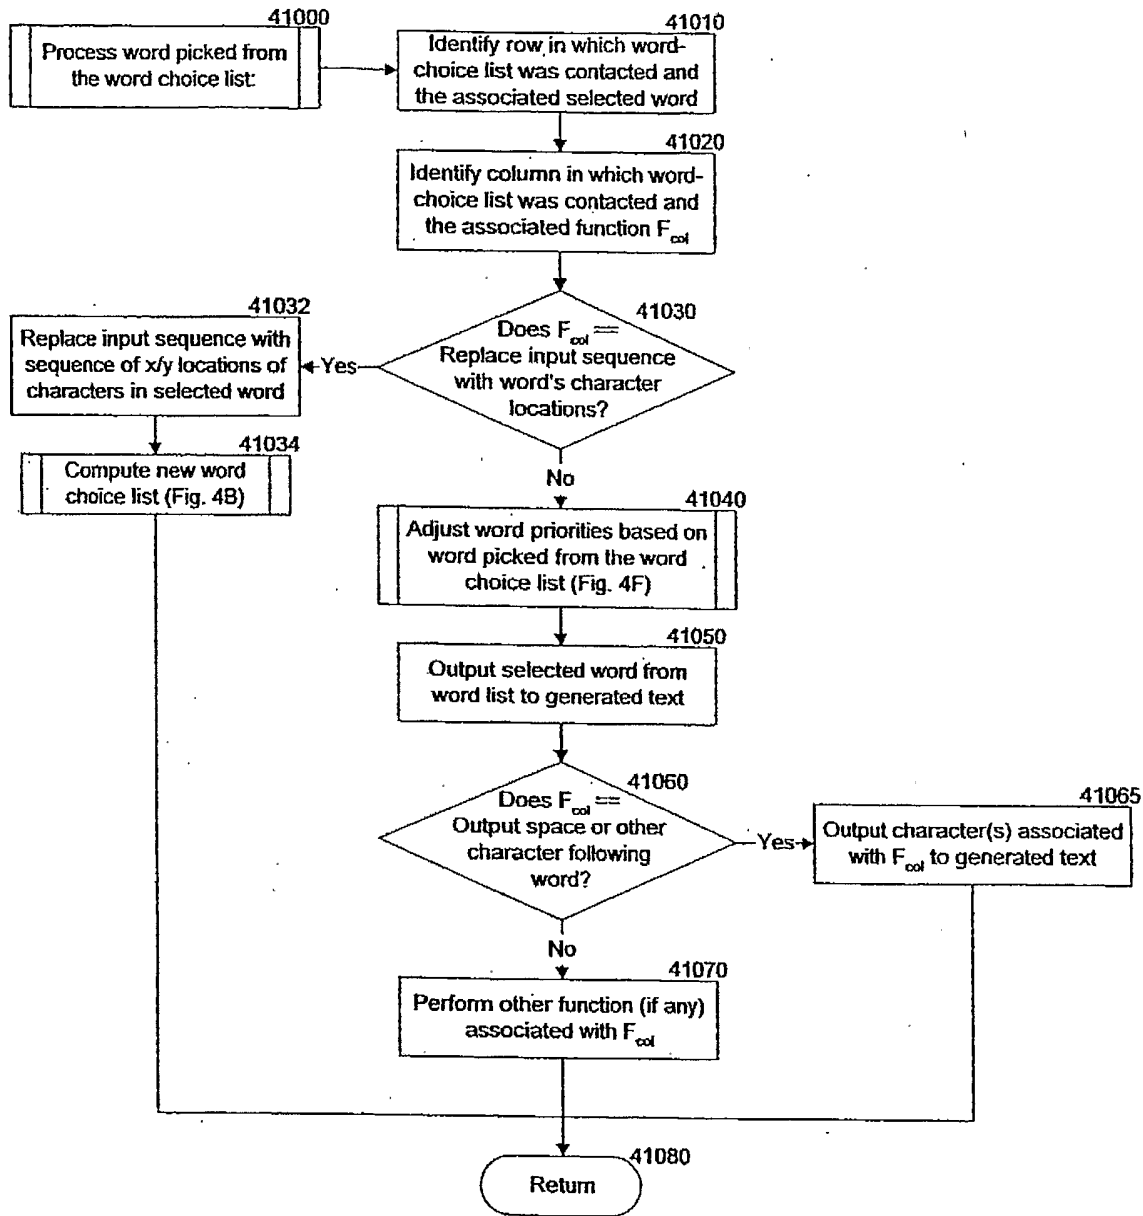 41000
Process word picked from
the word choice list:
41010
Identify row in which word-
choice list was contacted and
the associated selected word
41020
Identify column in which word-
choice list was contacted and
the associated function F_col
41030
Does F_col ==
Replace input sequence
with word's character
locations?
Yes
41032
Replace input sequence with
sequence of x/y locations of
characters in selected word
41034
Compute new word
choice list (Fig. 4B)
No
41040
Adjust word priorities based on
word picked from the word
choice list (Fig. 4F)
41050
Output selected word from
word list to generated text
41060
Does F_col ==
Output space or other
character following
word?
Yes
41065
Output character(s) associated
with F_col to generated text
No
41070
Perform other function (if any)
associated with F_col
41080
Return